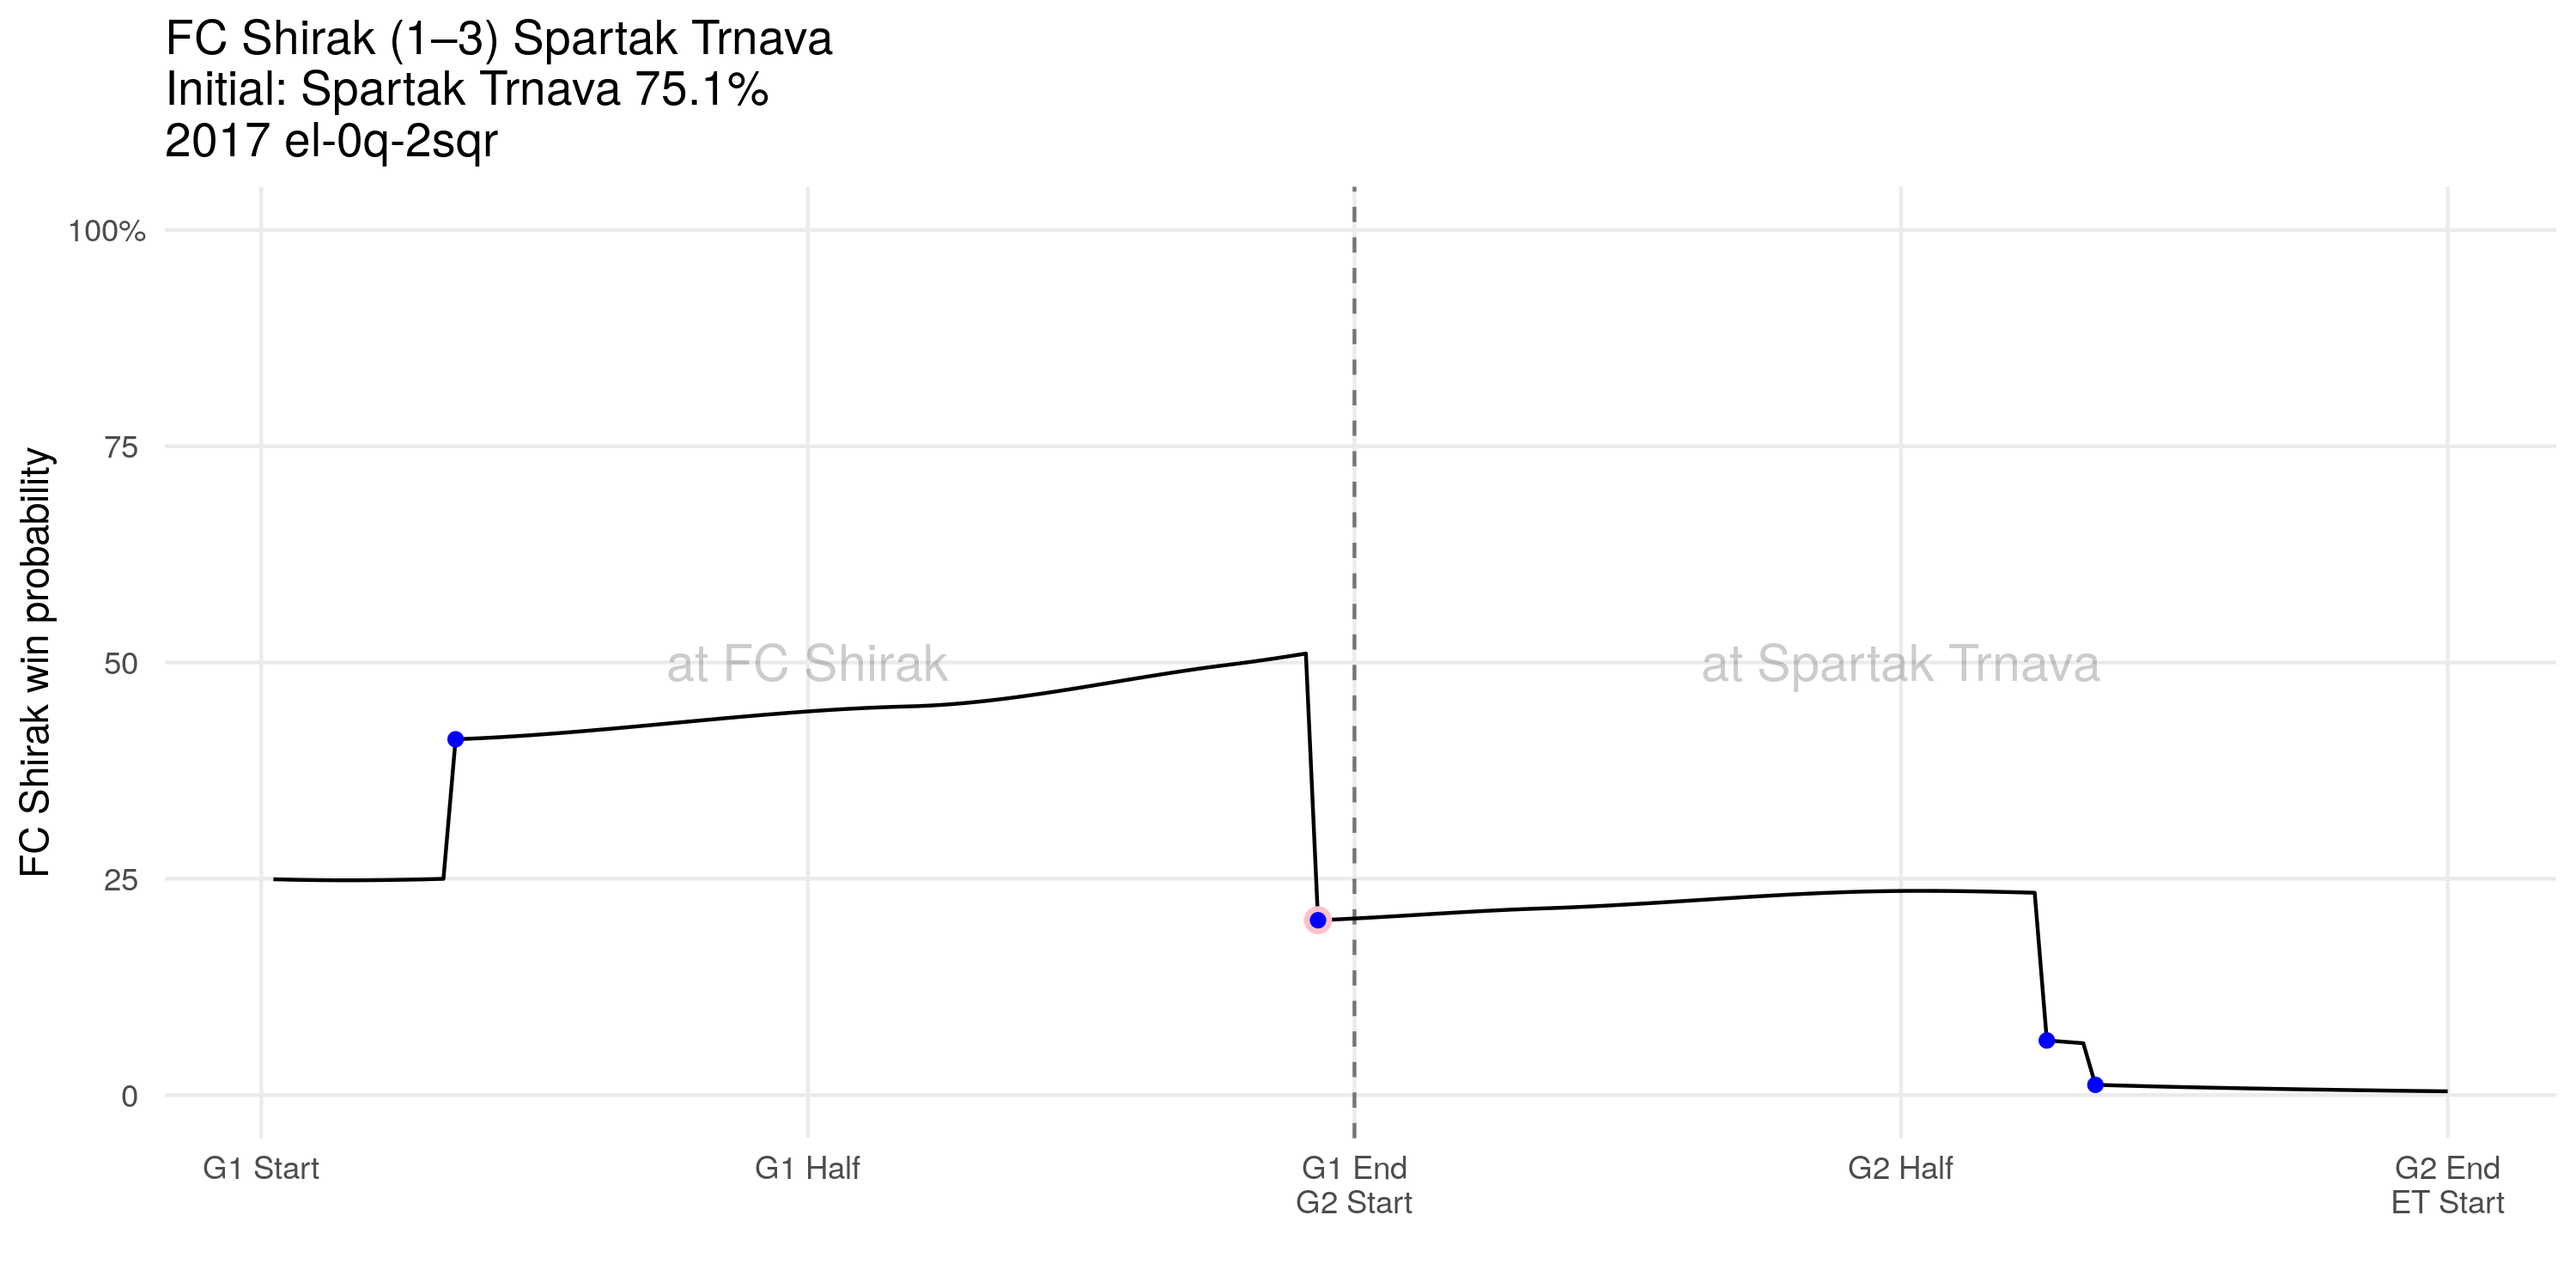 FC Shirak (1–3) Spartak Trnava
Initial: Spartak Trnava 75.1%
2017 el-0q-2sqr
FC Shirak win probability
100%
75
50
25
0
at FC Shirak
at Spartak Trnava
G1 Start
G1 Half
G1 End
G2 Start
G2 Half
G2 End
ET Start